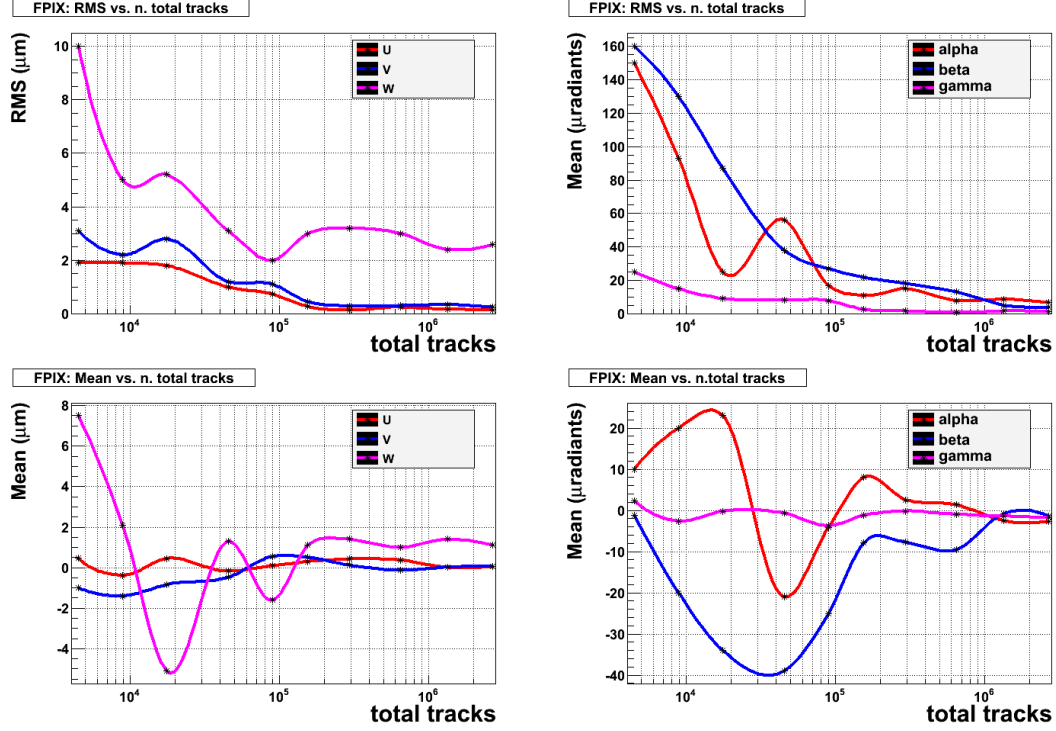 FPIX: RMS vs. n. total tracks
RMS (μm)
10
8
6
4
2
0
U
V
W
10⁴
10⁵
10⁶
total tracks
FPIX: RMS vs. n. total tracks
Mean (μradiants)
160
140
120
100
80
60
40
20
0
alpha
beta
gamma
10⁴
10⁵
10⁶
total tracks
FPIX: Mean vs. n. total tracks
Mean (μm)
8
6
4
2
0
-2
-4
U
V
W
10⁴
10⁵
10⁶
total tracks
FPIX: Mean vs. n.total tracks
Mean (μradiants)
20
10
0
-10
-20
-30
-40
alpha
beta
gamma
10⁴
10⁵
10⁶
total tracks